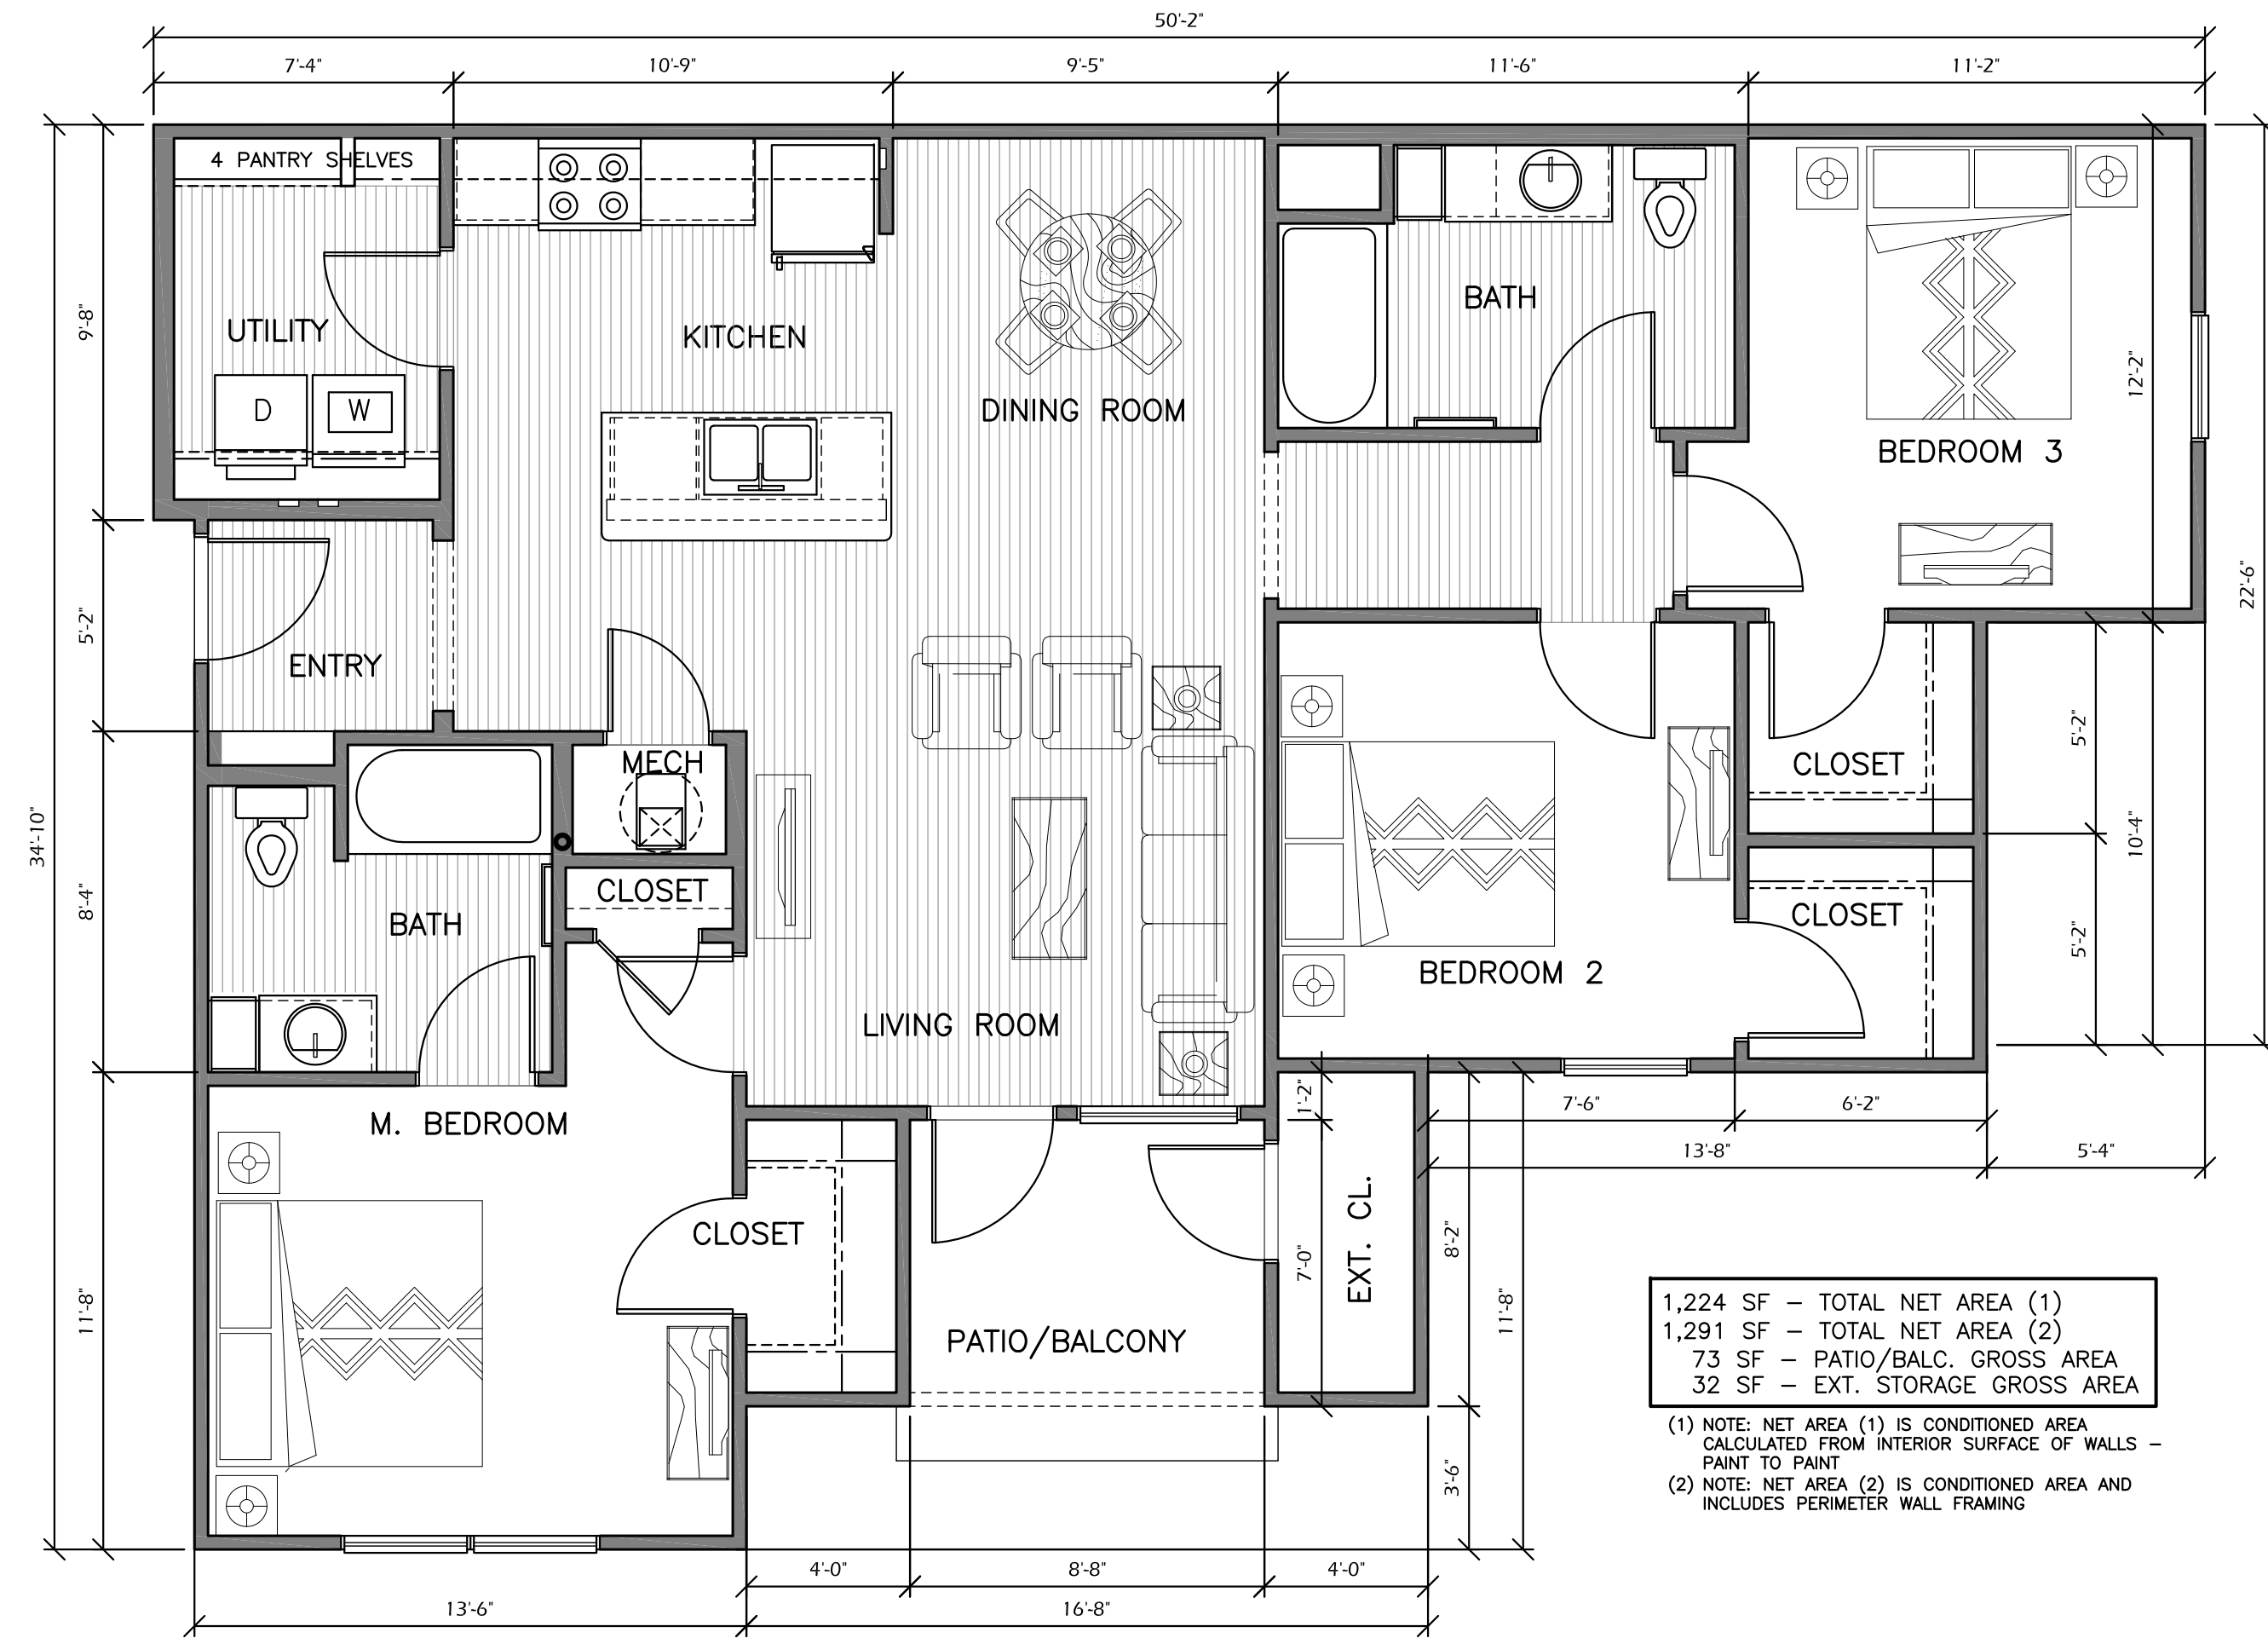 50'-2"
7'-4"
10'-9"
9'-5"
11'-6"
11'-2"
4 PANTRY SHELVES
UTILITY
D
W
KITCHEN
DINING ROOM
BATH
BEDROOM 3
9'-8"
12'-2"
22'-6"
5'-2"
34'-10"
ENTRY
MECH
CLOSET
8'-4"
BATH
LIVING ROOM
BEDROOM 2
CLOSET
CLOSET
5'-2"
10'-4"
5'-2"
M. BEDROOM
CLOSET
11'-8"
PATIO/BALCONY
EXT. CL.
1'-2"
7'-0"
8'-2"
11'-8"
3'-6"
7'-6"
6'-2"
13'-8"
5'-4"
1,224 SF – TOTAL NET AREA (1)
1,291 SF – TOTAL NET AREA (2)
73 SF – PATIO/BALC. GROSS AREA
32 SF – EXT. STORAGE GROSS AREA
(1) NOTE: NET AREA (1) IS CONDITIONED AREA
CALCULATED FROM INTERIOR SURFACE OF WALLS –
PAINT TO PAINT
(2) NOTE: NET AREA (2) IS CONDITIONED AREA AND
INCLUDES PERIMETER WALL FRAMING
4'-0"
8'-8"
4'-0"
13'-6"
16'-8"